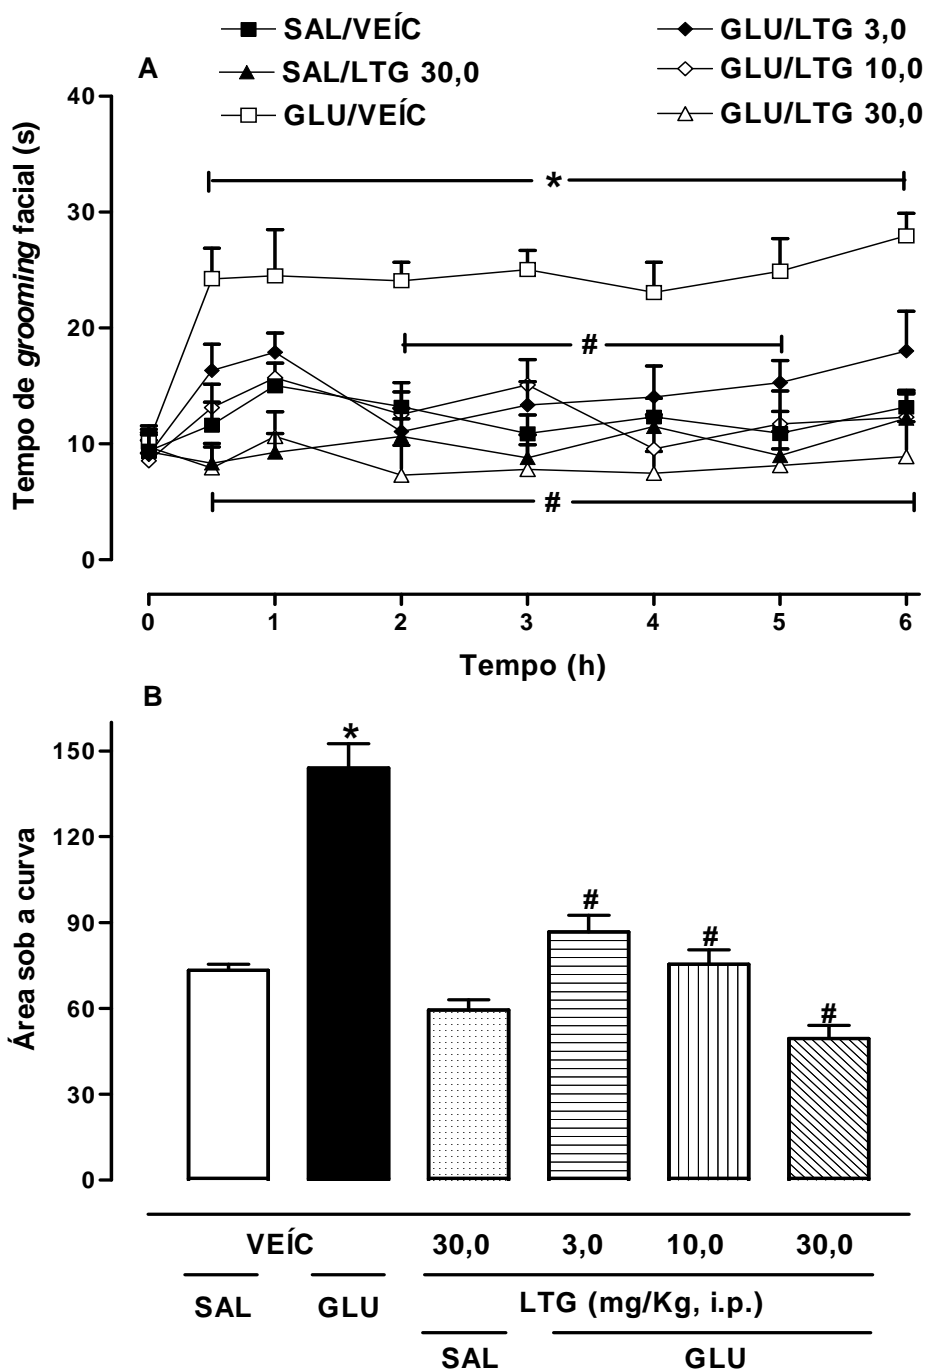 SAL/VEÍC
SAL/LTG 30,0
GLU/VEÍC
GLU/LTG 3,0
GLU/LTG 10,0
GLU/LTG 30,0
A
Tempo de grooming facial (s)
40
30
20
10
0
*
#
#
0 1 2 3 4 5 6
Tempo (h)
B
Área sob a curva
150
120
90
60
30
0
*
#
#
#
VEÍC 30,0 3,0 10,0 30,0
SAL GLU LTG (mg/Kg, i.p.)
SAL GLU